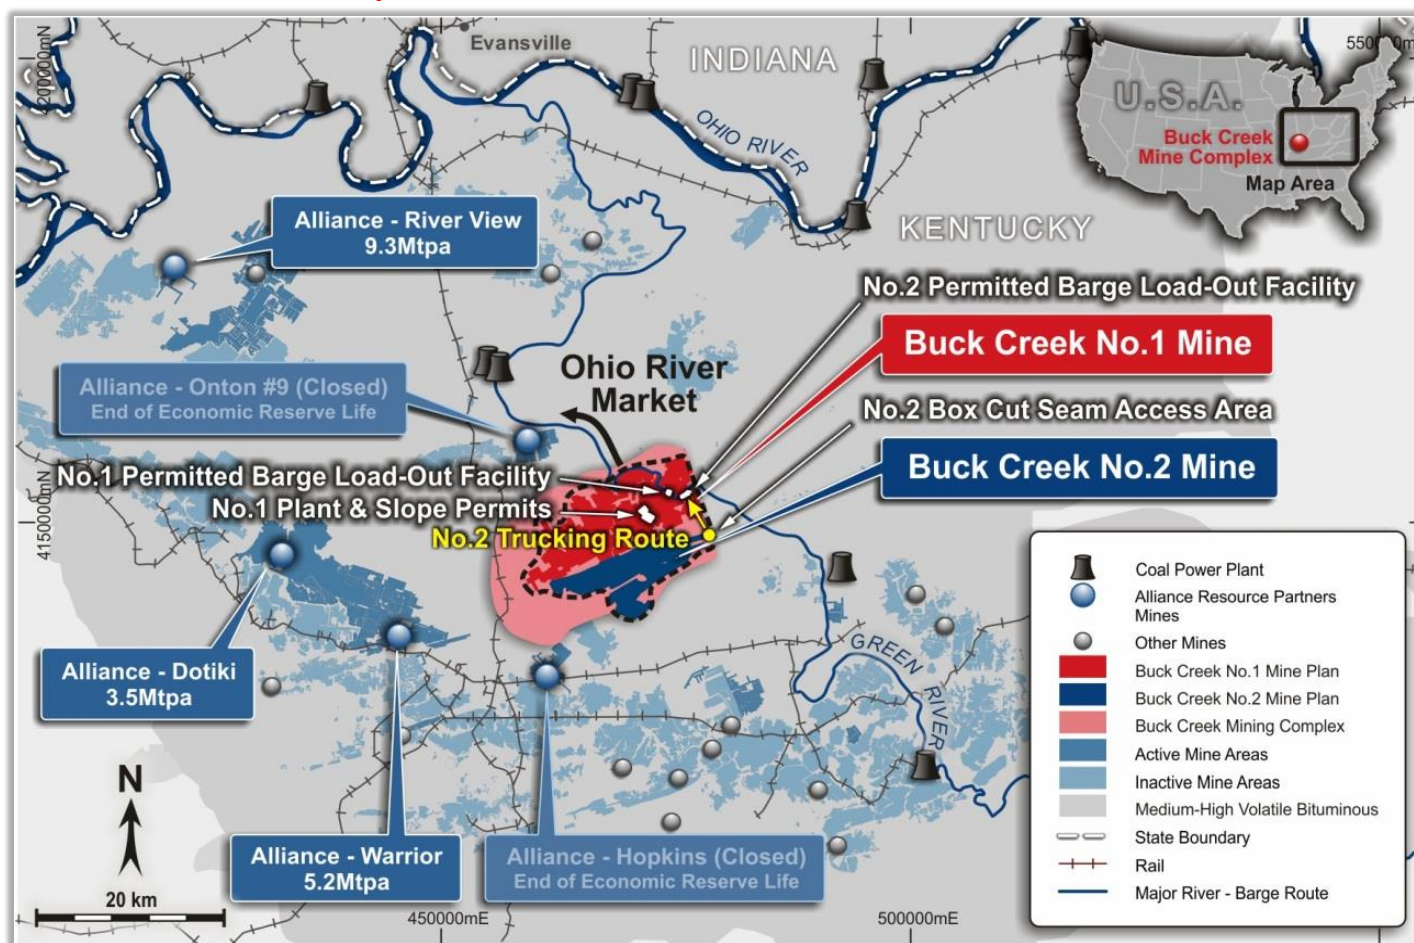 Evansville
INDIANA
550000m
4200000mN
U.S.A.
Buck Creek
Mine Complex
Map Area
OHIO RIVER
KENTUCKY
Alliance - River View
9.3Mtpa
No.2 Permitted Barge Load-Out Facility
Buck Creek No.1 Mine
Ohio River
Market
Alliance - Onton #9 (Closed)
End of Economic Reserve Life
No.2 Box Cut Seam Access Area
Buck Creek No.2 Mine
No.1 Permitted Barge Load-Out Facility
No.1 Plant & Slope Permits
No.2 Trucking Route
4150000mN
Alliance - Dotiki
3.5Mtpa
GREEN RIVER
Alliance - Warrior
5.2Mtpa
Alliance - Hopkins (Closed)
End of Economic Reserve Life
N
20 km
450000mE
500000mE
Coal Power Plant
Alliance Resource Partners
Mines
Other Mines
Buck Creek No.1 Mine Plan
Buck Creek No.2 Mine Plan
Buck Creek Mining Complex
Active Mine Areas
Inactive Mine Areas
Medium-High Volatile Bituminous
State Boundary
Rail
Major River - Barge Route